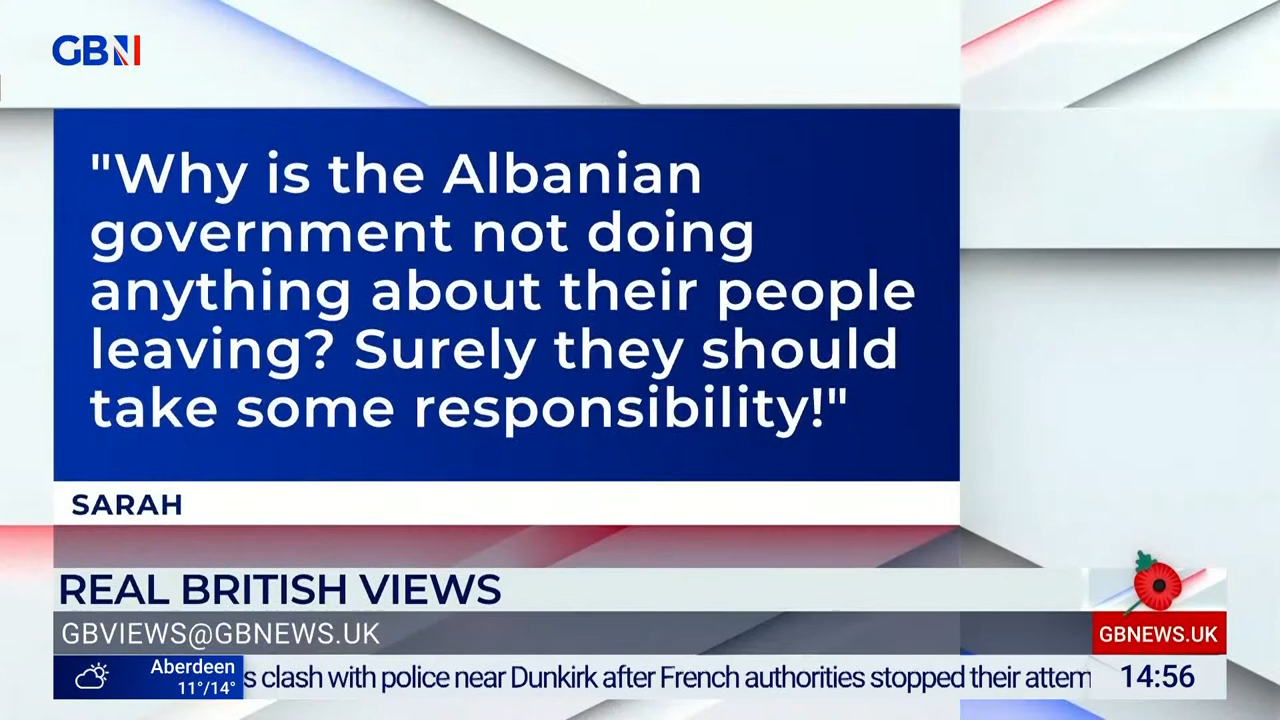 GBN
"Why is the Albanian
government not doing
anything about their people
leaving? Surely they should
take some responsibility!"
SARAH
REAL BRITISH VIEWS
GBVIEWS@GBNEWS.UK
GBNEWS.UK
Aberdeen
11°/14°
s clash with police near Dunkirk after French authorities stopped their attem
14:56